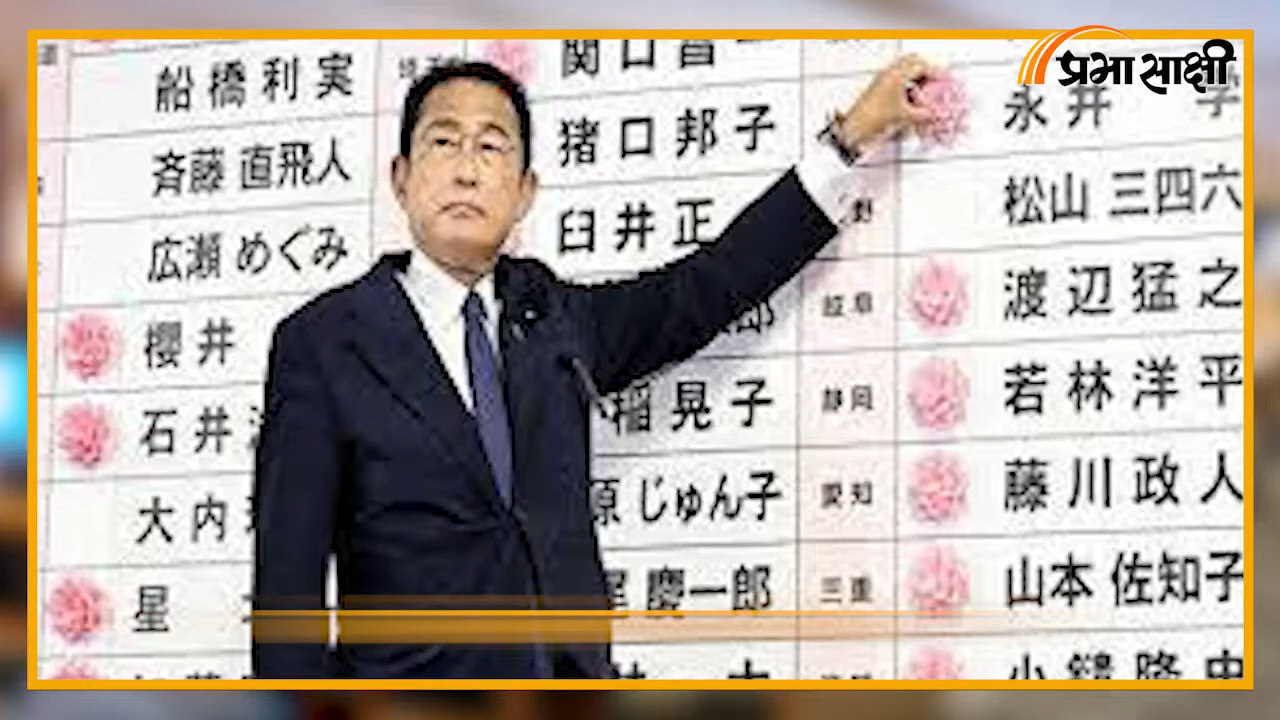 प्रभा साक्षी
船橋利実
斉藤直飛人
広瀬めぐみ
櫻井
石井
大内
星
関口昌
猪口邦子
臼井正
郎
稲晃子
原じゅん子
尾慶一郎
岐阜
静岡
愛知
三重
永井 学
松山三四六
渡辺猛之
若林洋平
藤川政人
山本佐知子